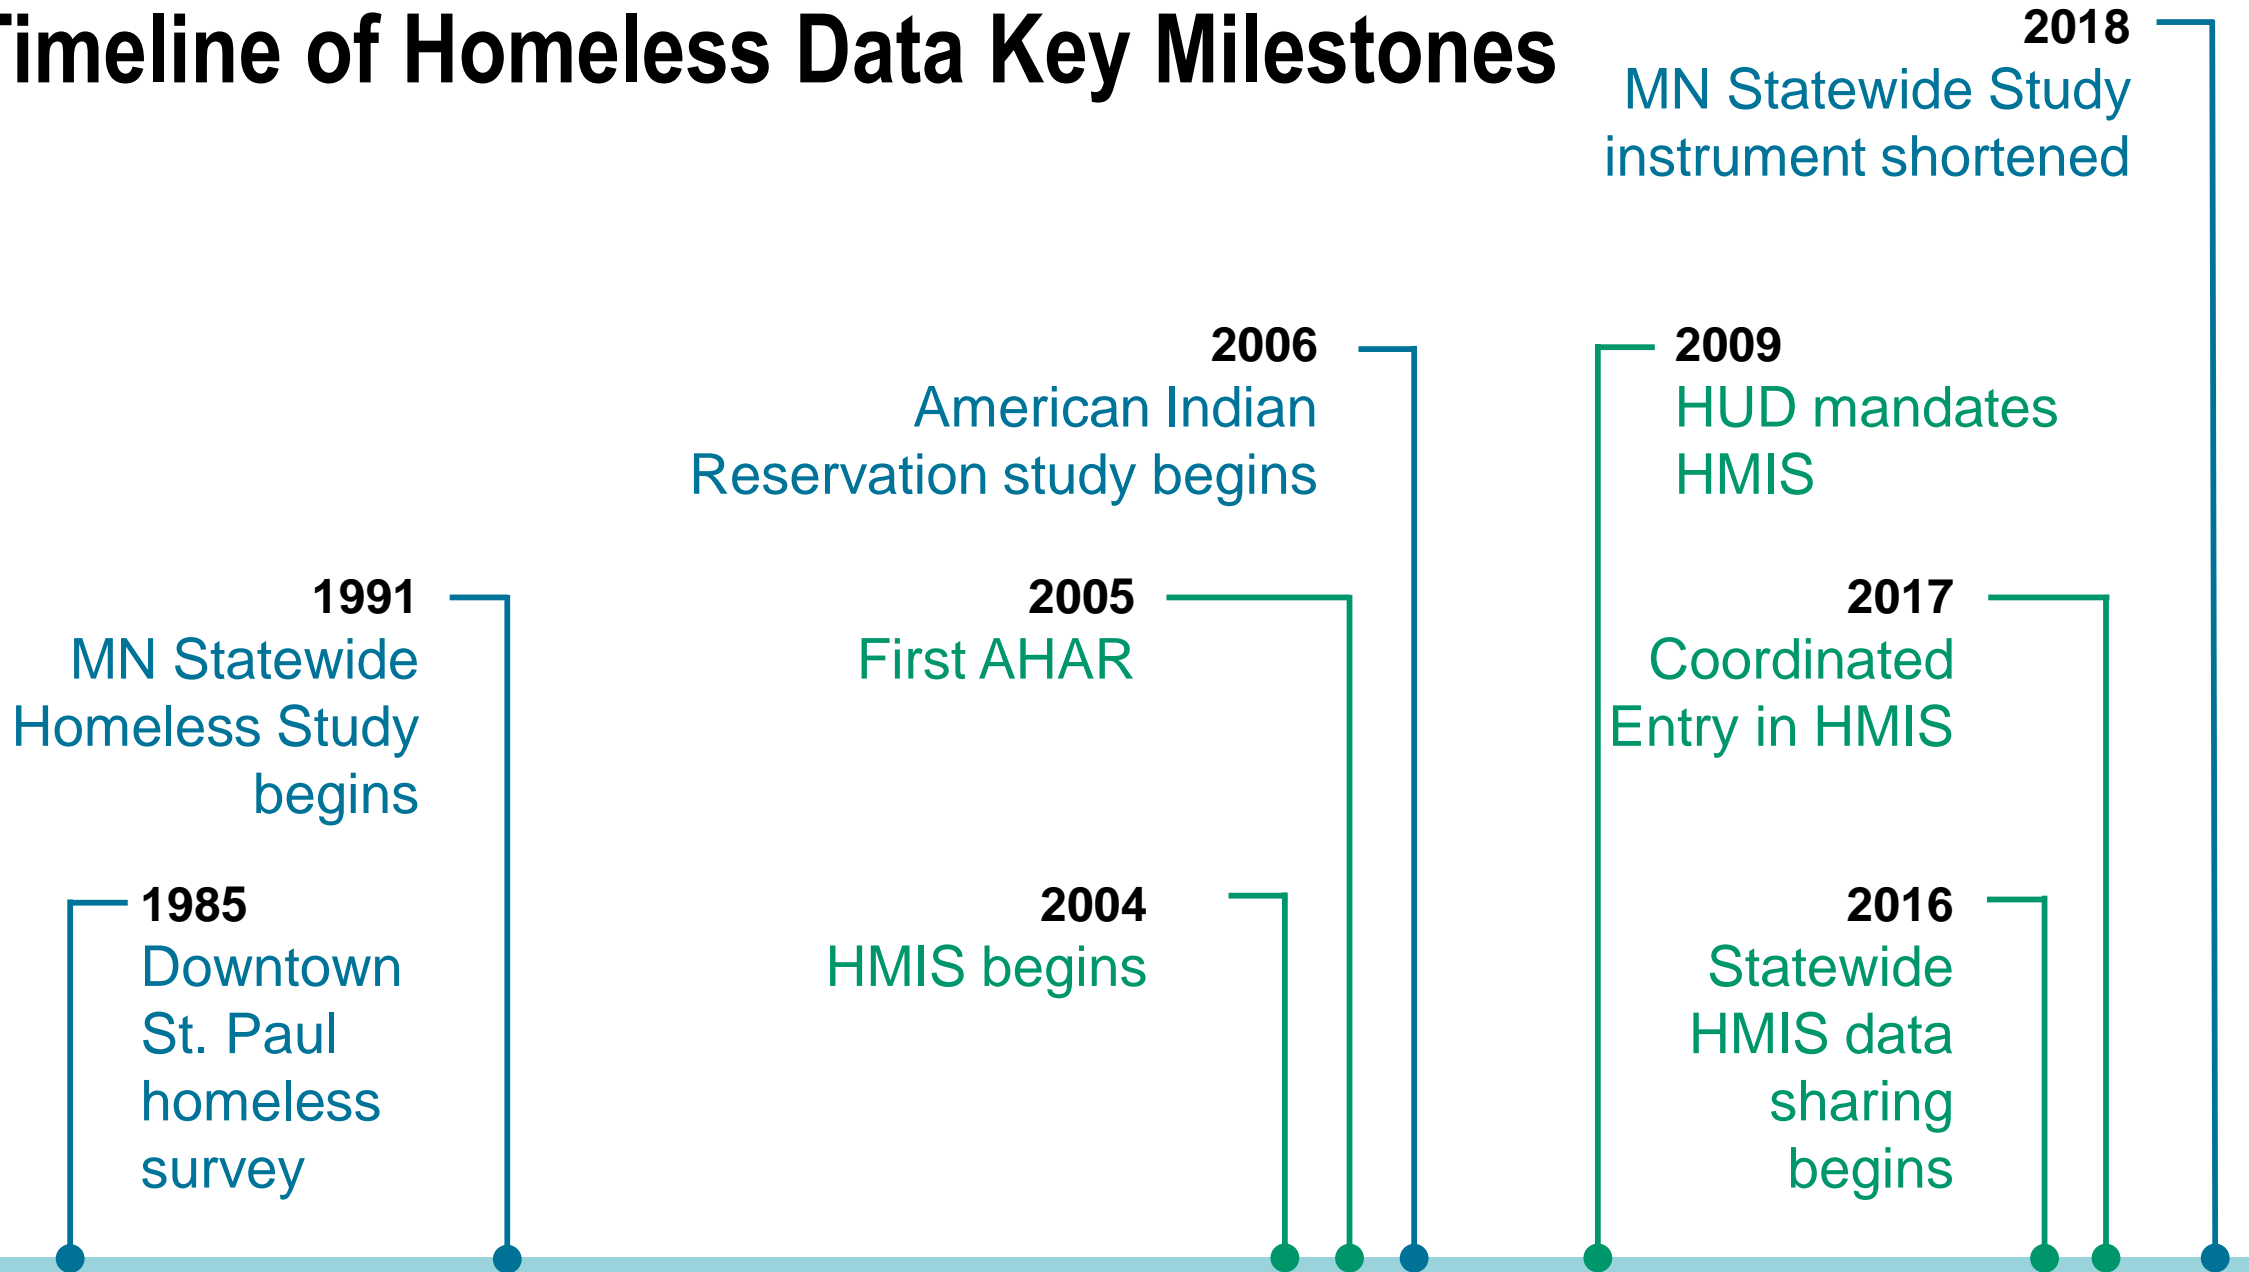 Timeline of Homeless Data Key Milestones
2018
MN Statewide Study
instrument shortened
2006
American Indian
Reservation study begins
2009
HUD mandates
HMIS
1991
MN Statewide
Homeless Study
begins
2005
First AHAR
2017
Coordinated
Entry in HMIS
1985
Downtown
St. Paul
homeless
survey
2004
HMIS begins
2016
Statewide
HMIS data
sharing
begins